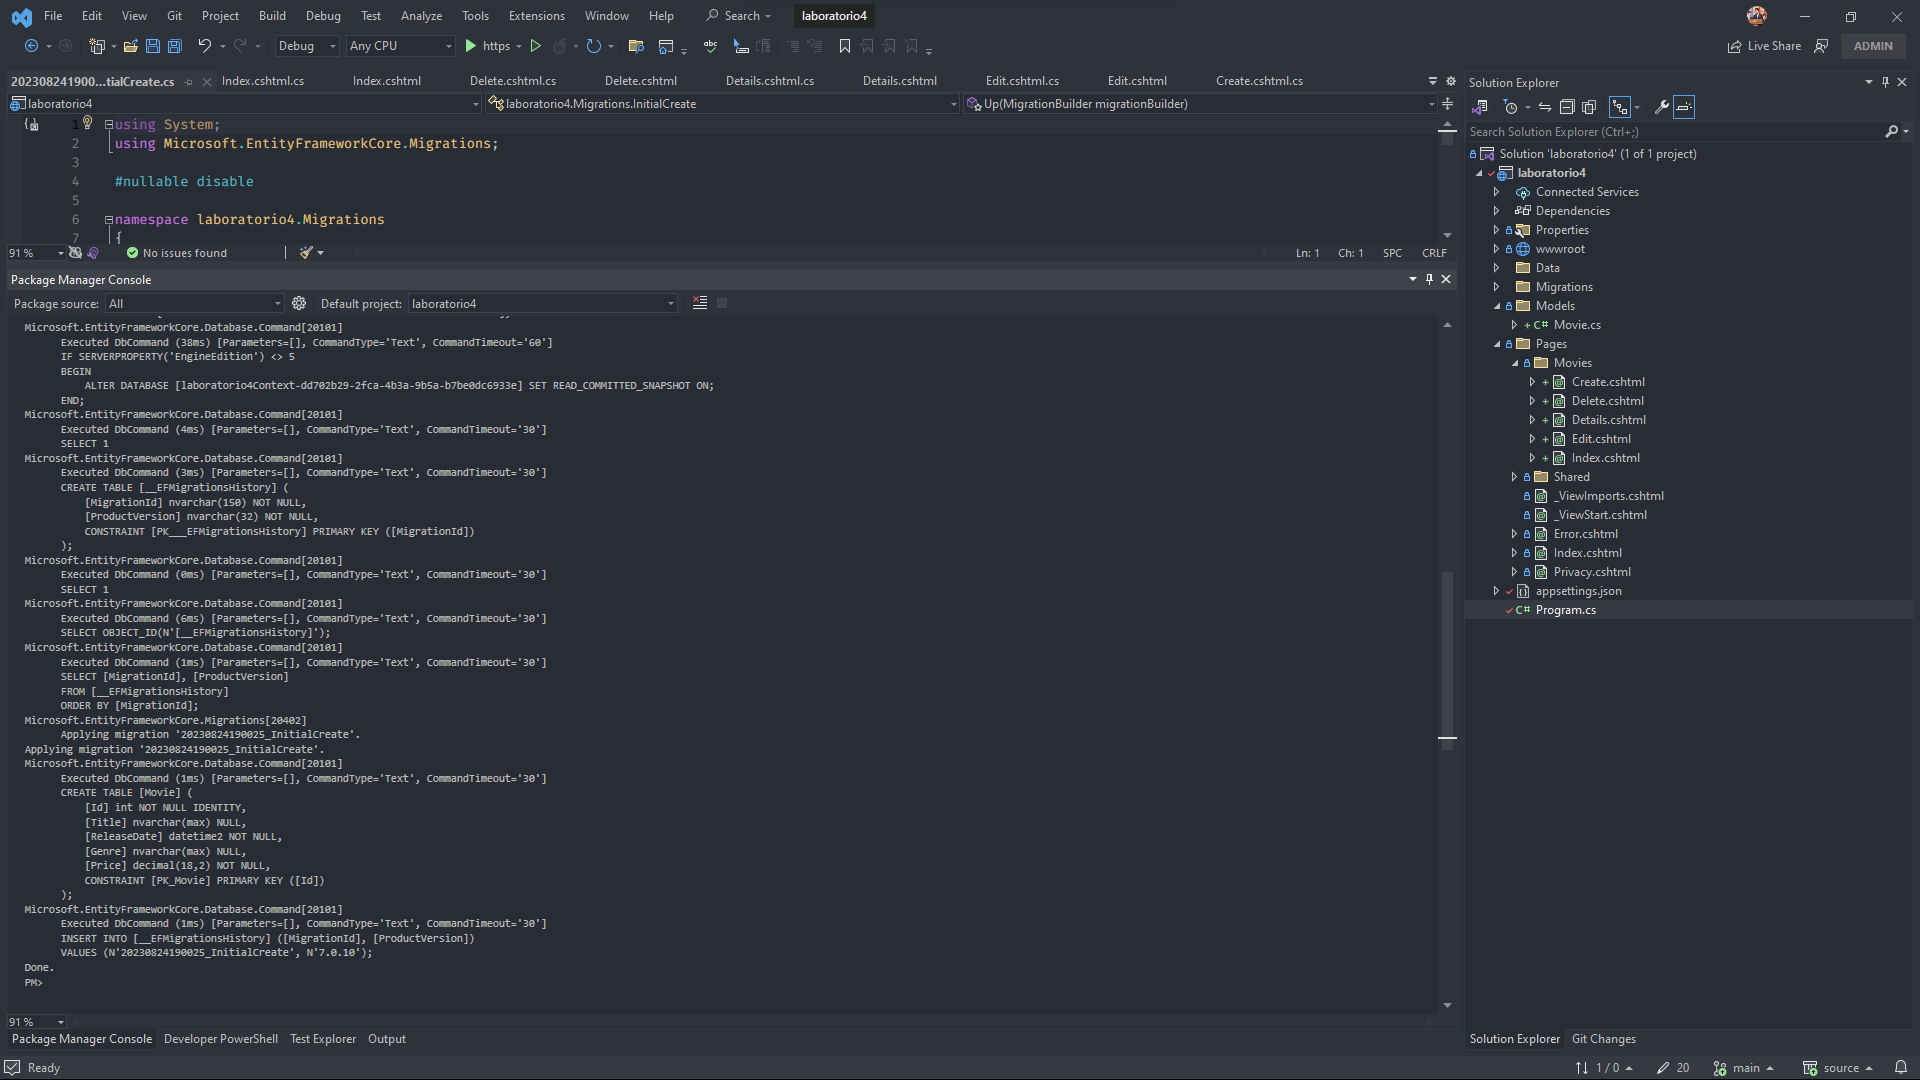 File Edit View Git Project Build Debug Test Analyze Tools Extensions Window Help Search laboratorio4
Debug Any CPU https Live Share ADMIN
202308241900...tialCreate.cs Index.cshtml.cs Index.cshtml Delete.cshtml.cs Delete.cshtml Details.cshtml.cs Details.cshtml Edit.cshtml.cs Edit.cshtml Create.cshtml.cs
laboratorio4 laboratorio4.Migrations.InitialCreate Up(MigrationBuilder migrationBuilder)
1 using System;
2 using Microsoft.EntityFrameworkCore.Migrations;
3
4 #nullable disable
5
6 namespace laboratorio4.Migrations
7 {
91 % No issues found Ln: 1 Ch: 1 SPC CRLF
Package Manager Console
Package source: All Default project: laboratorio4
Microsoft.EntityFrameworkCore.Database.Command[20101]
Executed DbCommand (38ms) [Parameters=[], CommandType='Text', CommandTimeout='60']
IF SERVERPROPERTY('EngineEdition') <> 5
BEGIN
ALTER DATABASE [laboratorio4Context-dd702b29-2fca-4b3a-9b5a-b7be0dc6933e] SET READ_COMMITTED_SNAPSHOT ON;
END;
Microsoft.EntityFrameworkCore.Database.Command[20101]
Executed DbCommand (4ms) [Parameters=[], CommandType='Text', CommandTimeout='30']
SELECT 1
Microsoft.EntityFrameworkCore.Database.Command[20101]
Executed DbCommand (3ms) [Parameters=[], CommandType='Text', CommandTimeout='30']
CREATE TABLE [__EFMigrationsHistory] (
[MigrationId] nvarchar(150) NOT NULL,
[ProductVersion] nvarchar(32) NOT NULL,
CONSTRAINT [PK___EFMigrationsHistory] PRIMARY KEY ([MigrationId])
);
Microsoft.EntityFrameworkCore.Database.Command[20101]
Executed DbCommand (0ms) [Parameters=[], CommandType='Text', CommandTimeout='30']
SELECT 1
Microsoft.EntityFrameworkCore.Database.Command[20101]
Executed DbCommand (6ms) [Parameters=[], CommandType='Text', CommandTimeout='30']
SELECT OBJECT_ID(N'[__EFMigrationsHistory]');
Microsoft.EntityFrameworkCore.Database.Command[20101]
Executed DbCommand (1ms) [Parameters=[], CommandType='Text', CommandTimeout='30']
SELECT [MigrationId], [ProductVersion]
FROM [__EFMigrationsHistory]
ORDER BY [MigrationId];
Microsoft.EntityFrameworkCore.Migrations[20402]
Applying migration '20230824190025_InitialCreate'.
Applying migration '20230824190025_InitialCreate'.
Microsoft.EntityFrameworkCore.Database.Command[20101]
Executed DbCommand (1ms) [Parameters=[], CommandType='Text', CommandTimeout='30']
CREATE TABLE [Movie] (
[Id] int NOT NULL IDENTITY,
[Title] nvarchar(max) NULL,
[ReleaseDate] datetime2 NOT NULL,
[Genre] nvarchar(max) NULL,
[Price] decimal(18,2) NOT NULL,
CONSTRAINT [PK_Movie] PRIMARY KEY ([Id])
);
Microsoft.EntityFrameworkCore.Database.Command[20101]
Executed DbCommand (1ms) [Parameters=[], CommandType='Text', CommandTimeout='30']
INSERT INTO [__EFMigrationsHistory] ([MigrationId], [ProductVersion])
VALUES (N'20230824190025_InitialCreate', N'7.0.10');
Done.
PM>
91 %
Package Manager Console Developer PowerShell Test Explorer Output
Solution Explorer
Search Solution Explorer (Ctrl+;)
Solution 'laboratorio4' (1 of 1 project)
laboratorio4
Connected Services
Dependencies
Properties
wwwroot
Data
Migrations
Models
C# Movie.cs
Pages
Movies
Create.cshtml
Delete.cshtml
Details.cshtml
Edit.cshtml
Index.cshtml
Shared
_ViewImports.cshtml
_ViewStart.cshtml
Error.cshtml
Index.cshtml
Privacy.cshtml
appsettings.json
C# Program.cs
Solution Explorer Git Changes
Ready 1 / 0 20 main source